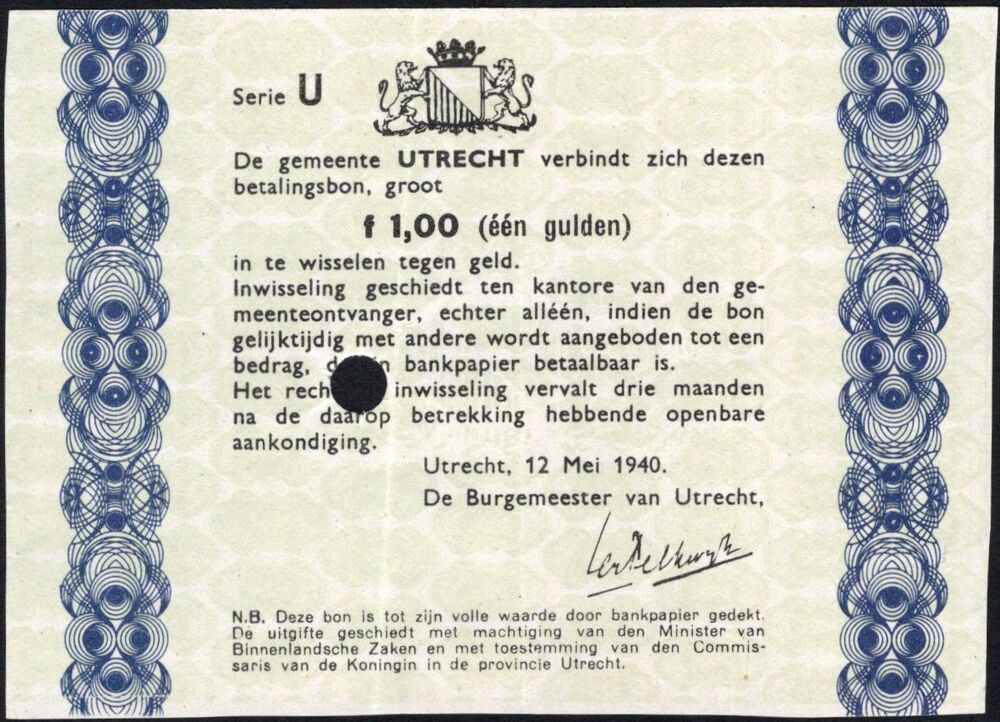 Serie U
De gemeente UTRECHT verbindt zich dezen
betalingsbon, groot
f 1,00 (één gulden)
in te wisselen tegen geld.
Inwisseling geschiedt ten kantore van den ge-
meenteontvanger, echter alléén, indien de bon
gelijktijdig met andere wordt aangeboden tot een
bedrag, bankpapier betaalbaar is.
Het inwisseling vervalt drie maanden
na de daarop betrekking hebbende openbare
aankondiging.
Utrecht, 12 Mei 1940.
De Burgemeester van Utrecht,
N.B. Deze bon is tot zijn volle waarde door bankpapier gedekt.
De uitgifte geschiedt met machtiging van den Minister van
Binnenlandsche Zaken en met toestemming van den Commis-
saris van de Koningin in de provincie Utrecht.